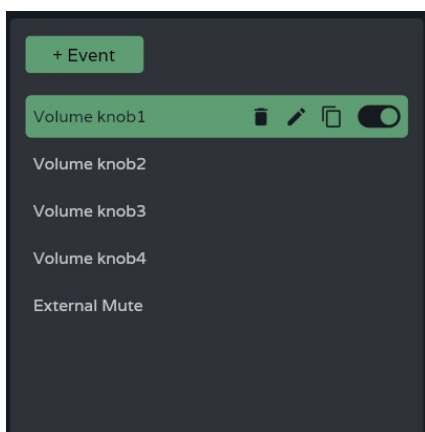 + Event
Volume knob1
Volume knob2
Volume knob3
Volume knob4
External Mute